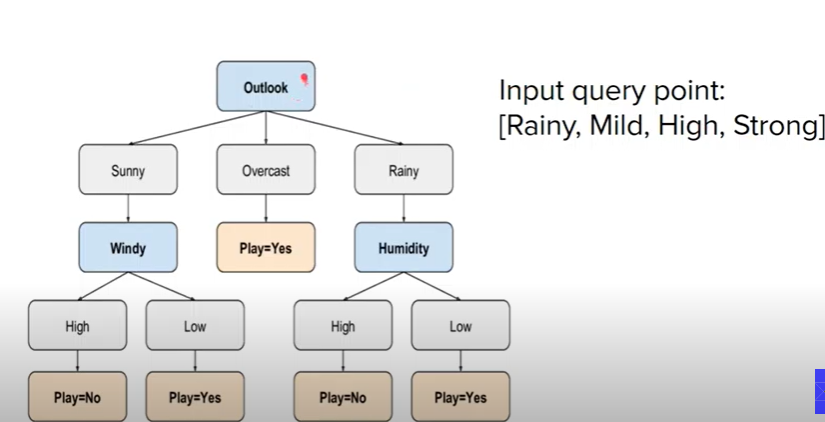 Outlook
Input query point:
[Rainy, Mild, High, Strong]
Sunny
Overcast
Rainy
Windy
Play=Yes
Humidity
High
Low
High
Low
Play=No
Play=Yes
Play=No
Play=Yes